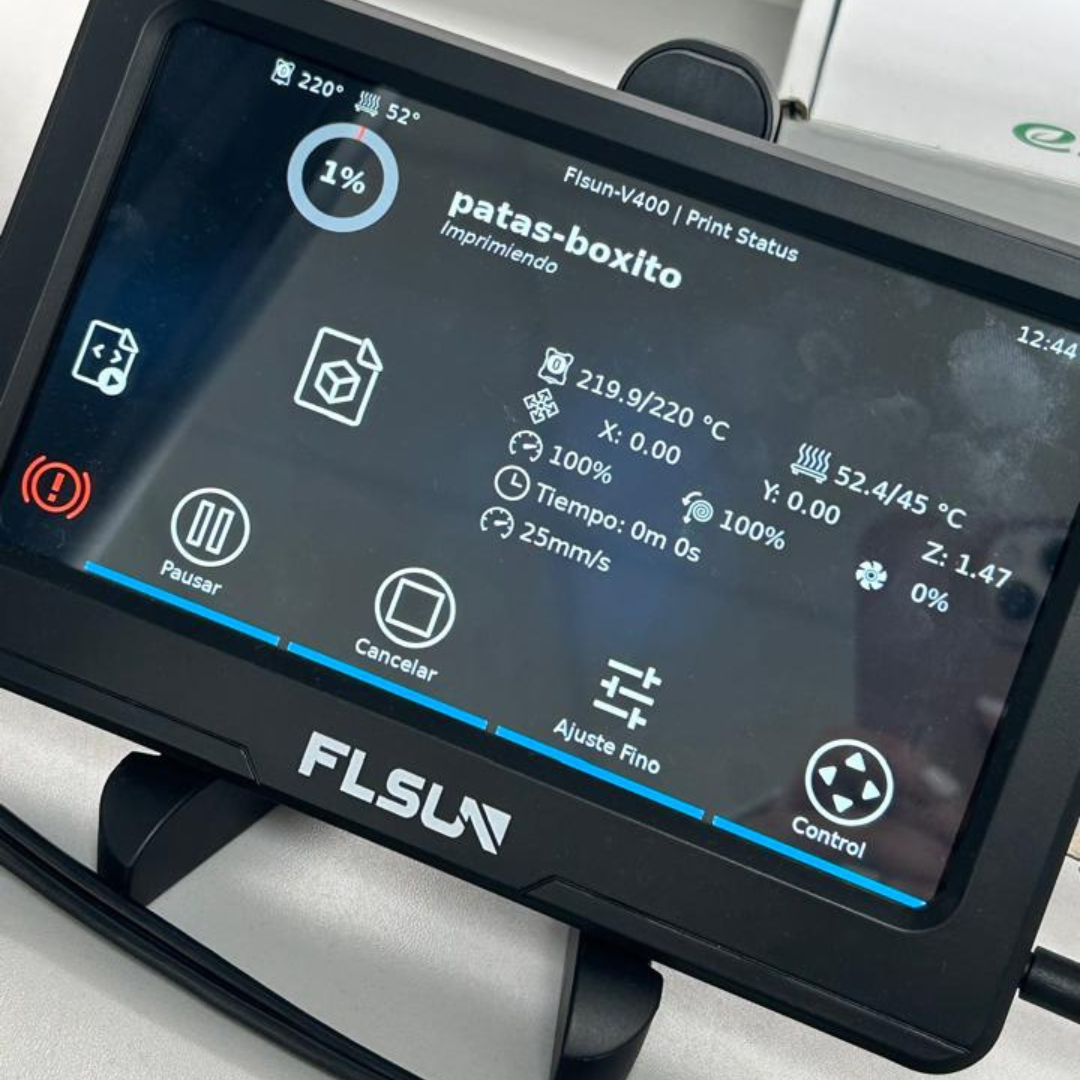 220° 52°
1%
Flsun-V400 | Print Status
12:44
patas-boxito
Imprimiendo
219.9/220 °C 52.4/45 °C
X: 0.00 Y: 0.00 Z: 1.47
100% 100% 0%
Tiempo: 0m 0s
25mm/s
Pausar
Cancelar
Ajuste Fino
Control
FLSUN